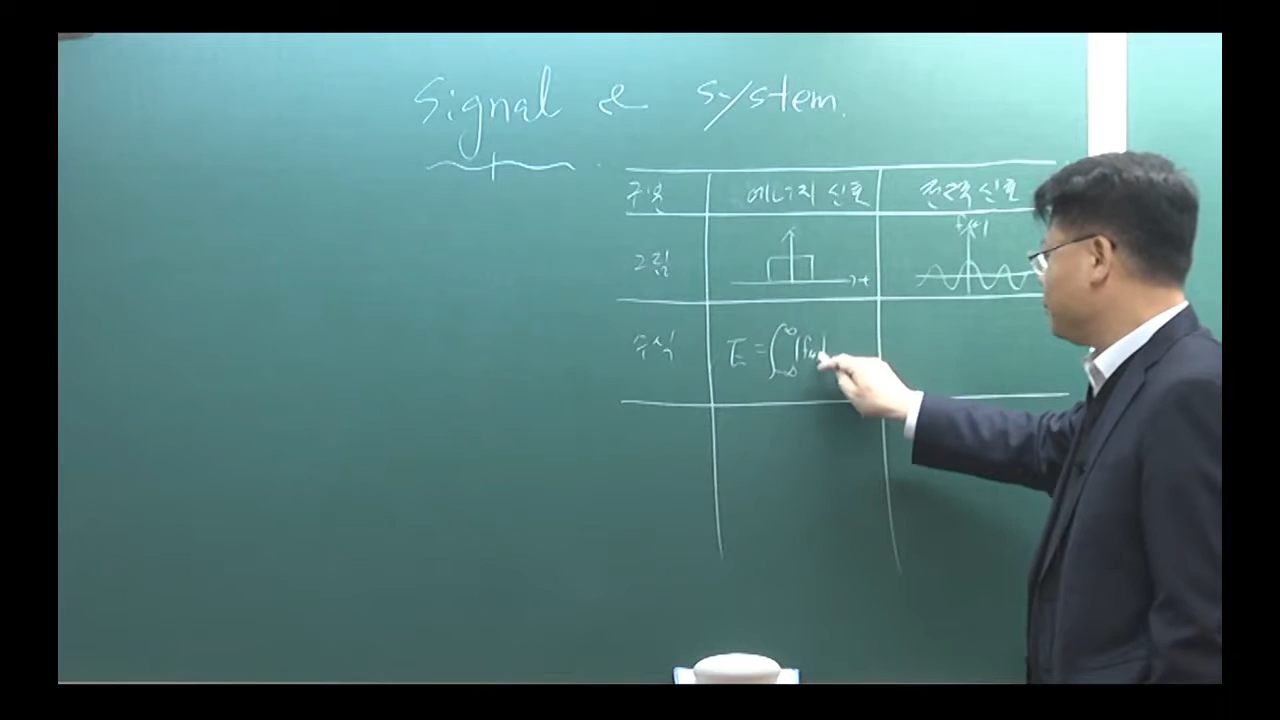 Signal & system.
구분 에너지 신호 전력 신호
그림 f(t)
t
수식 E = ∫_{-∞}^{∞} |f(t)|